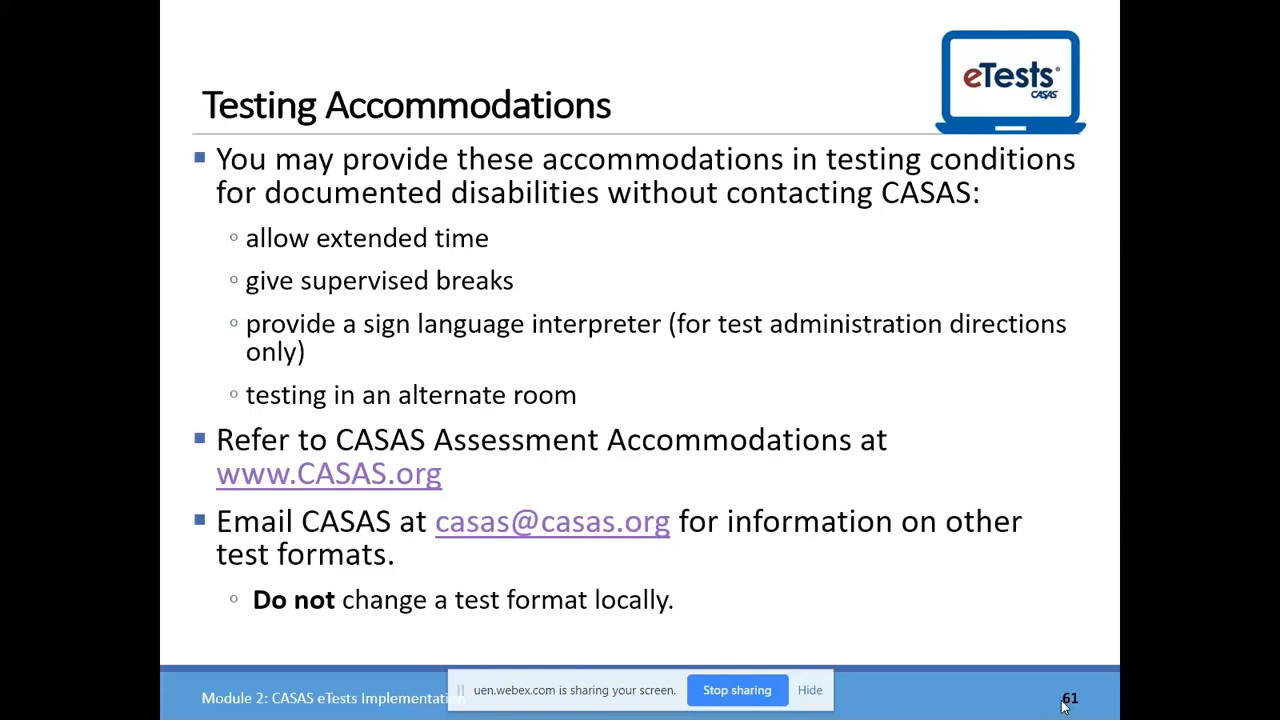 eTests®
CASAS
Testing Accommodations
You may provide these accommodations in testing conditions
for documented disabilities without contacting CASAS:
allow extended time
give supervised breaks
provide a sign language interpreter (for test administration directions
only)
testing in an alternate room
Refer to CASAS Assessment Accommodations at
www.CASAS.org
Email CASAS at casas@casas.org for information on other
test formats.
Do not change a test format locally.
Module 2: CASAS eTests
uen.webex.com is sharing your screen. Stop sharing Hide
61